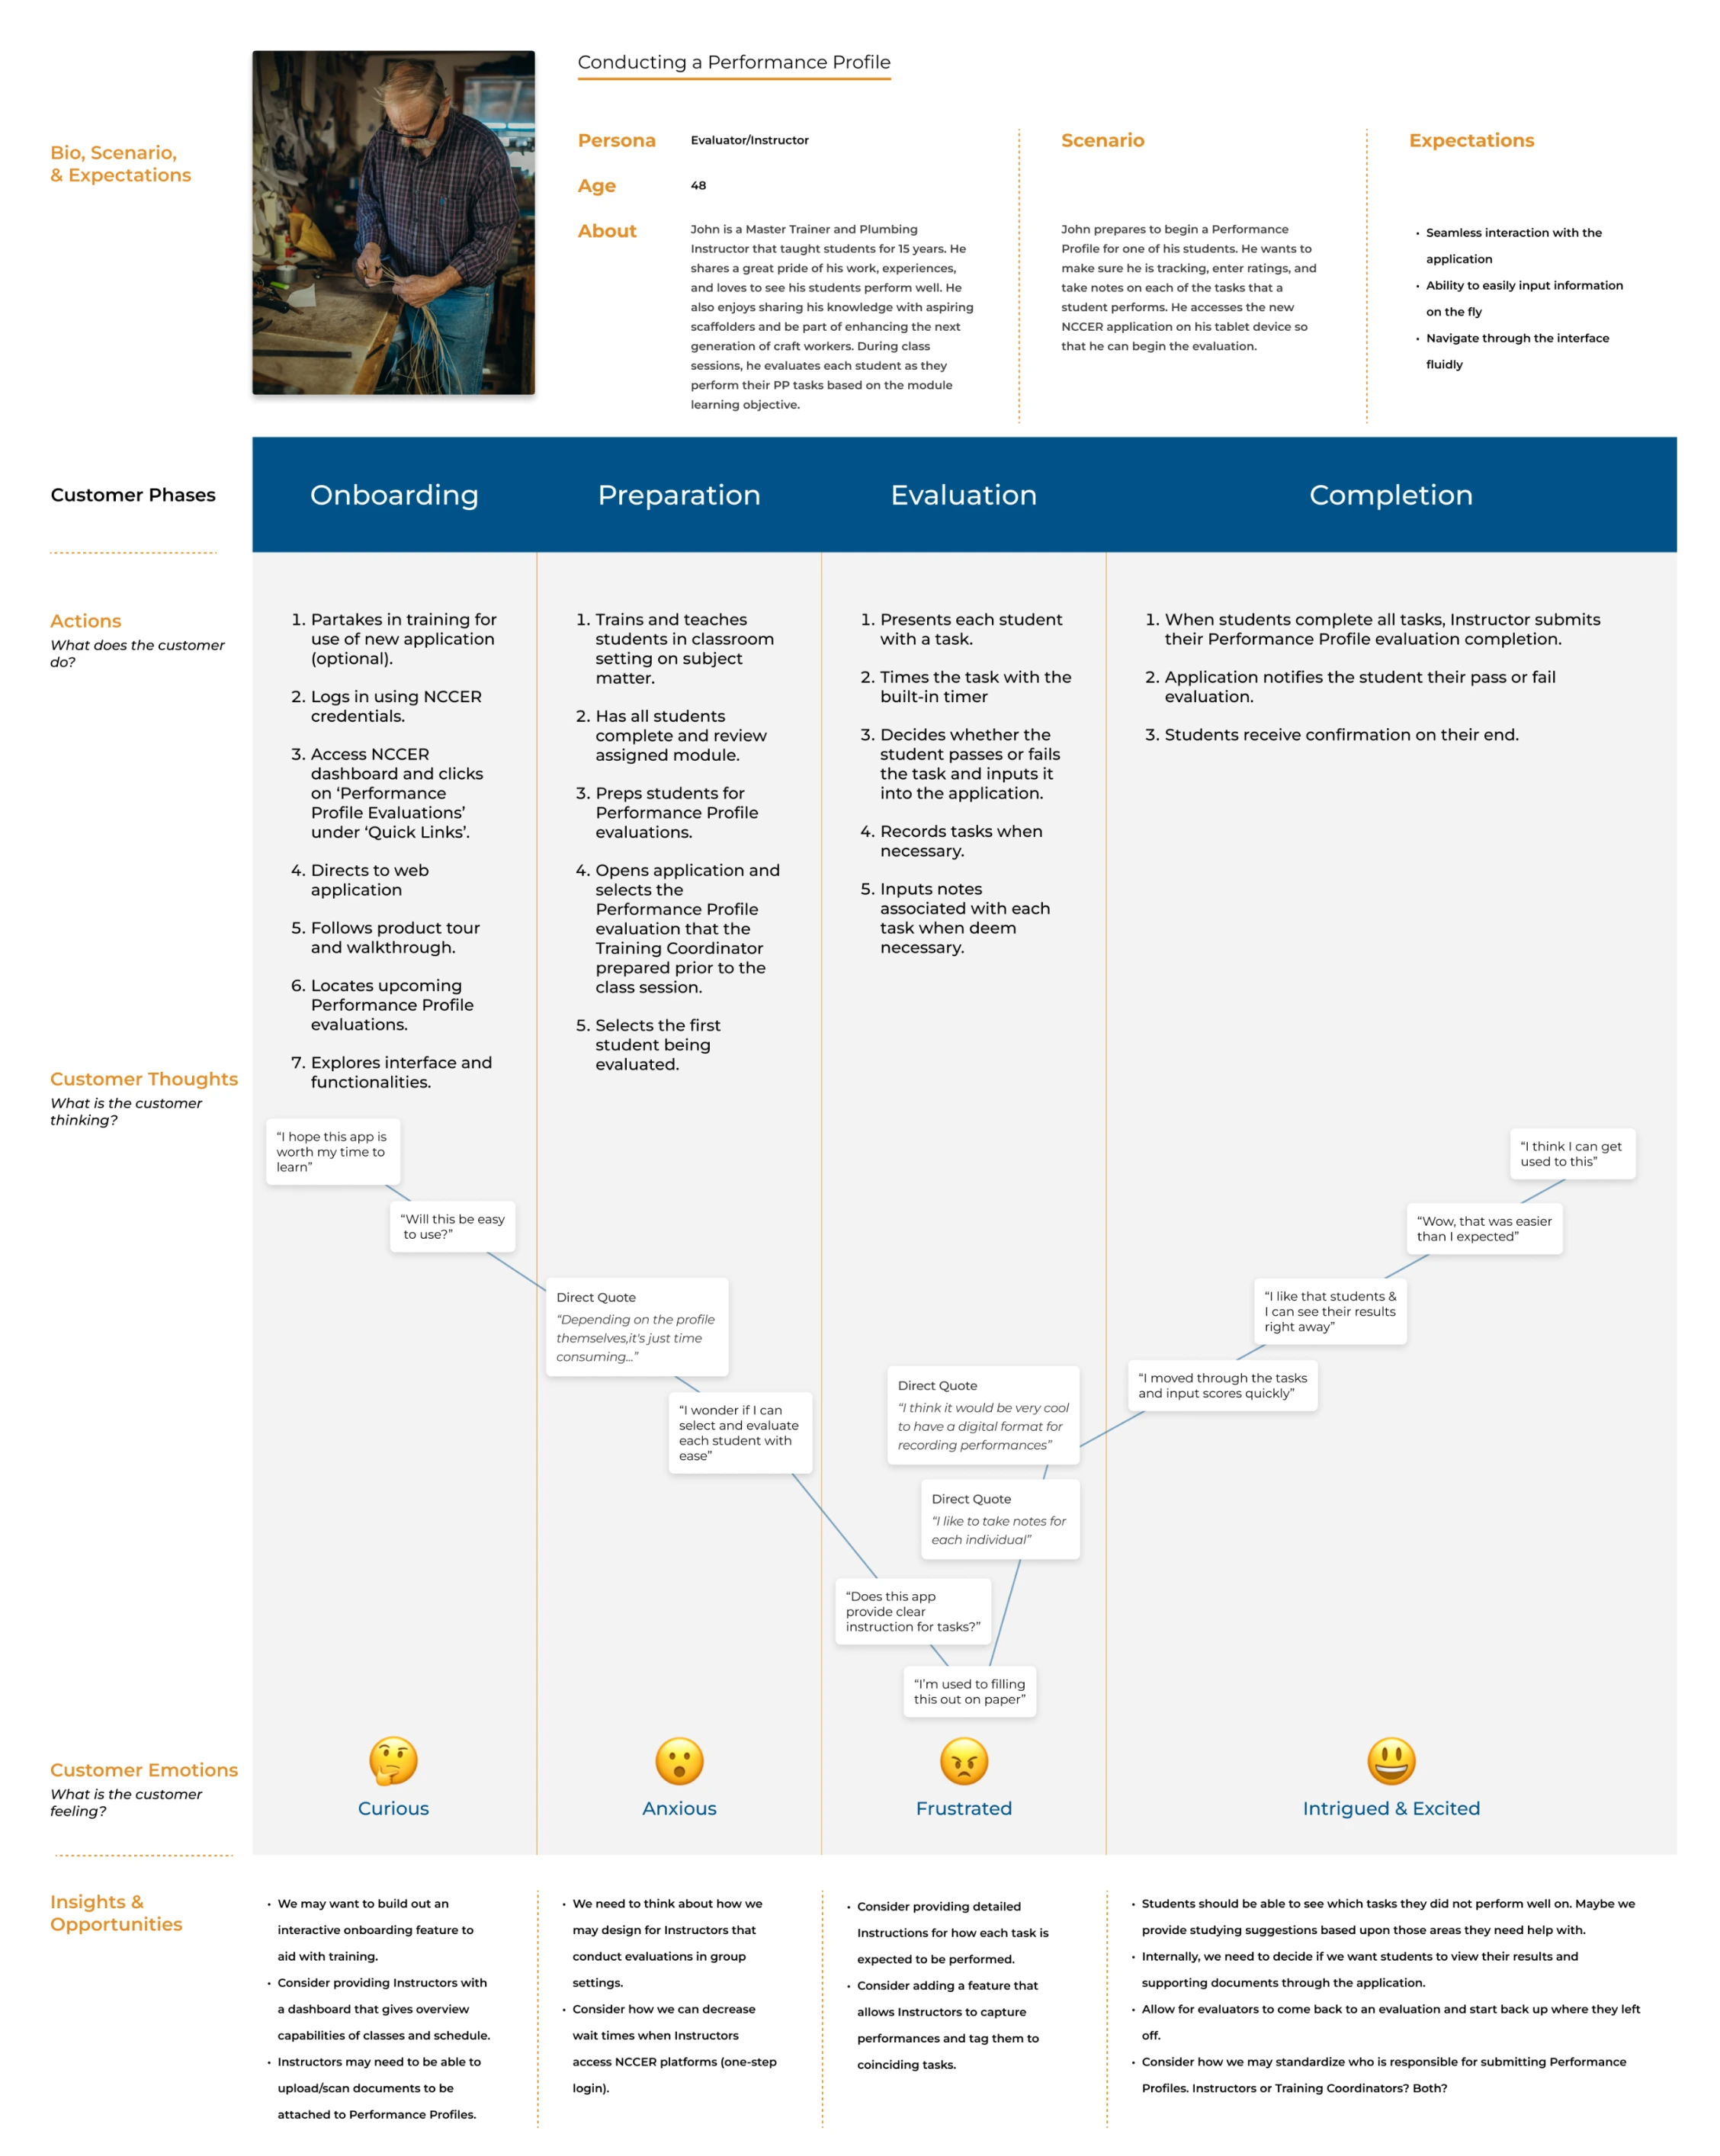 Conducting a Performance Profile
Bio, Scenario,
& Expectations
Persona
Evaluator/Instructor
Age
48
About
John is a Master Trainer and Plumbing
Instructor that taught students for 15 years. He
shares a great pride of his work, experiences,
and loves to see his students perform well. He
also enjoys sharing his knowledge with aspiring
scaffolders and be part of enhancing the next
generation of craft workers. During class
sessions, he evaluates each student as they
perform their PP tasks based on the module
learning objective.
Scenario
John prepares to begin a Performance
Profile for one of his students. He wants to
make sure he is tracking, enter ratings, and
take notes on each of the tasks that a
student performs. He accesses the new
NCCER application on his tablet device so
that he can begin the evaluation.
Expectations
• Seamless interaction with the
application
• Ability to easily input information
on the fly
• Navigate through the interface
fluidly
Customer Phases
Onboarding
Preparation
Evaluation
Completion
Actions
What does the customer
do?
1. Partakes in training for
use of new application
(optional).
2. Logs in using NCCER
credentials.
3. Access NCCER
dashboard and clicks
on ‘Performance
Profile Evaluations’
under ‘Quick Links’.
4. Directs to web
application
5. Follows product tour
and walkthrough.
6. Locates upcoming
Performance Profile
evaluations.
7. Explores interface and
functionalities.
1. Trains and teaches
students in classroom
setting on subject
matter.
2. Has all students
complete and review
assigned module.
3. Preps students for
Performance Profile
evaluations.
4. Opens application and
selects the
Performance Profile
evaluation that the
Training Coordinator
prepared prior to the
class session.
5. Selects the first
student being
evaluated.
1. Presents each student
with a task.
2. Times the task with the
built-in timer
3. Decides whether the
student passes or fails
the task and inputs it
into the application.
4. Records tasks when
necessary.
5. Inputs notes
associated with each
task when deem
necessary.
1. When students complete all tasks, Instructor submits
their Performance Profile evaluation completion.
2. Application notifies the student their pass or fail
evaluation.
3. Students receive confirmation on their end.
Customer Thoughts
What is the customer
thinking?
“I hope this app is
worth my time to
learn”
“Will this be easy
to use?”
Direct Quote
“Depending on the profile
themselves,it's just time
consuming...”
“I wonder if I can
select and evaluate
each student with
ease”
“Does this app
provide clear
instruction for tasks?”
“I’m used to filling
this out on paper”
Direct Quote
“I like to take notes for
each individual”
Direct Quote
“I think it would be very cool
to have a digital format for
recording performances”
“I moved through the tasks
and input scores quickly”
“I like that students &
I can see their results
right away”
“Wow, that was easier
than I expected”
“I think I can get
used to this”
Customer Emotions
What is the customer
feeling?
Curious
Anxious
Frustrated
Intrigued & Excited
Insights &
Opportunities
• We may want to build out an
interactive onboarding feature to
aid with training.
• Consider providing Instructors with
a dashboard that gives overview
capabilities of classes and schedule.
• Instructors may need to be able to
upload/scan documents to be
attached to Performance Profiles.
• We need to think about how we
may design for Instructors that
conduct evaluations in group
settings.
• Consider how we can decrease
wait times when Instructors
access NCCER platforms (one-step
login).
• Consider providing detailed
Instructions for how each task is
expected to be performed.
• Consider adding a feature that
allows Instructors to capture
performances and tag them to
coinciding tasks.
• Students should be able to see which tasks they did not perform well on. Maybe we
provide studying suggestions based upon those areas they need help with.
• Internally, we need to decide if we want students to view their results and
supporting documents through the application.
• Allow for evaluators to come back to an evaluation and start back up where they left
off.
• Consider how we may standardize who is responsible for submitting Performance
Profiles. Instructors or Training Coordinators? Both?